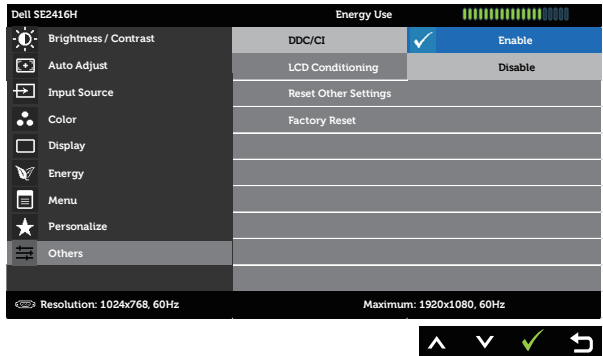 Dell SE2416H Energy Use
Brightness / Contrast DDC/CI Enable
Auto Adjust LCD Conditioning Disable
Input Source Reset Other Settings
Color Factory Reset
Display
Energy
Menu
Personalize
Others
Resolution: 1024x768, 60Hz Maximum: 1920x1080, 60Hz